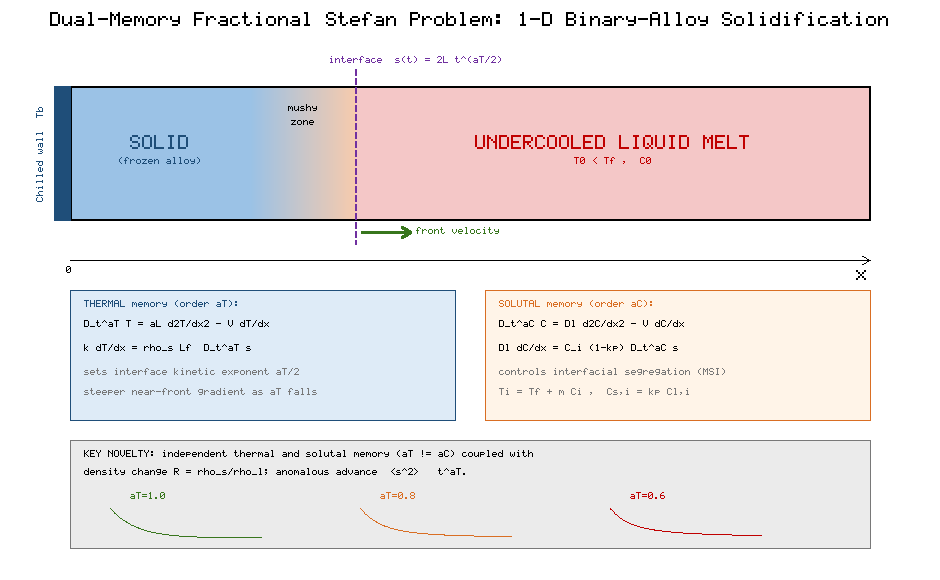 Dual-Memory Fractional Stefan Problem: 1-D Binary-Alloy Solidification
interface  s(t) = 2L t^(aT/2)
Chilled wall  Tb
mushy
zone
SOLID
(frozen alloy)
UNDERCOOLED LIQUID MELT
T0 < Tf ,  C0
front velocity
0
X
THERMAL memory (order aT):
D_t^aT T = aL d2T/dx2 - V dT/dx
k dT/dx = rho_s Lf  D_t^aT s
sets interface kinetic exponent aT/2
steeper near-front gradient as aT falls
SOLUTAL memory (order aC):
D_t^aC C = Dl d2C/dx2 - V dC/dx
Dl dC/dx = C_i (1-kp) D_t^aC s
controls interfacial segregation (MSI)
Ti = Tf + m Ci ,  Cs,i = kp Cl,i
KEY NOVELTY: independent thermal and solutal memory (aT != aC) coupled with
density change R = rho_s/rho_l; anomalous advance  <s^2>   t^aT.
aT=1.0
aT=0.8
aT=0.6